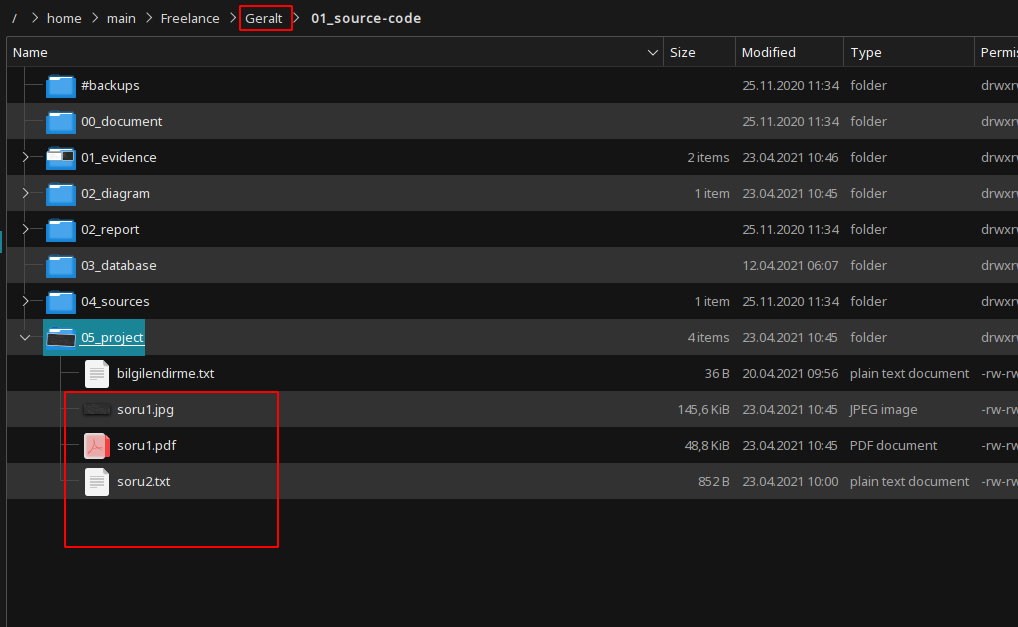 / > home > main > Freelance > Geralt > 01_source-code
Name Size Modified Type Permis
#backups 25.11.2020 11:34 folder drwxr
00_document 25.11.2020 11:34 folder drwxr
01_evidence 2 items 23.04.2021 10:46 folder drwxr
02_diagram 1 item 23.04.2021 10:45 folder drwxr
02_report 25.11.2020 11:34 folder drwxr
03_database 12.04.2021 06:07 folder drwxr
04_sources 1 item 25.11.2020 11:34 folder drwxr
05_project 4 items 23.04.2021 10:45 folder drwxr
bilgilendirme.txt 36 B 20.04.2021 09:56 plain text document -rw-rw
soru1.jpg 145,6 KiB 23.04.2021 10:45 JPEG image -rw-rw
soru1.pdf 48,8 KiB 23.04.2021 10:45 PDF document -rw-rw
soru2.txt 852 B 23.04.2021 10:00 plain text document -rw-rw